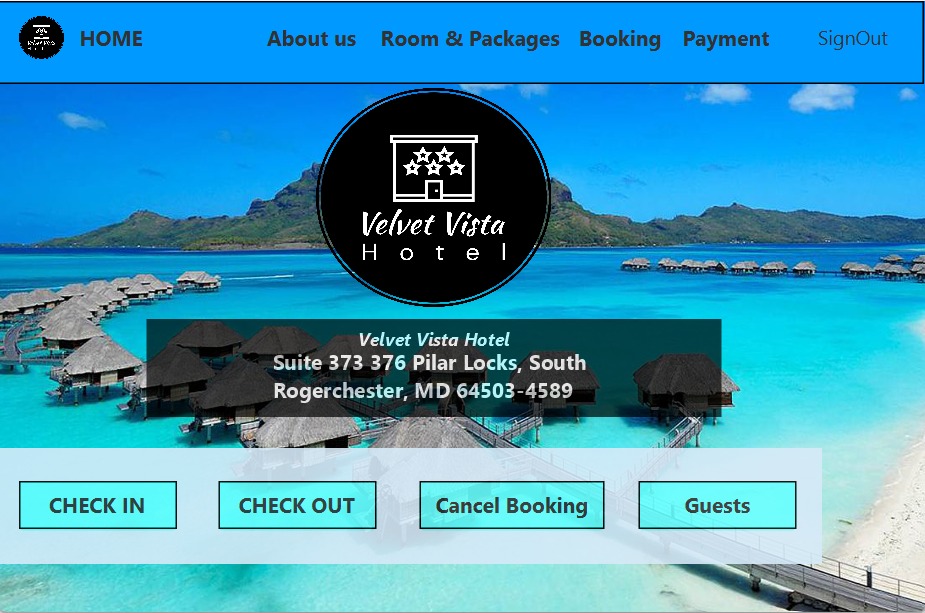 HOME
About us
Room & Packages
Booking
Payment
SignOut
Velvet Vista
Hotel
Velvet Vista Hotel
Suite 373 376 Pilar Locks, South
Rogerchester, MD 64503-4589
CHECK IN
CHECK OUT
Cancel Booking
Guests